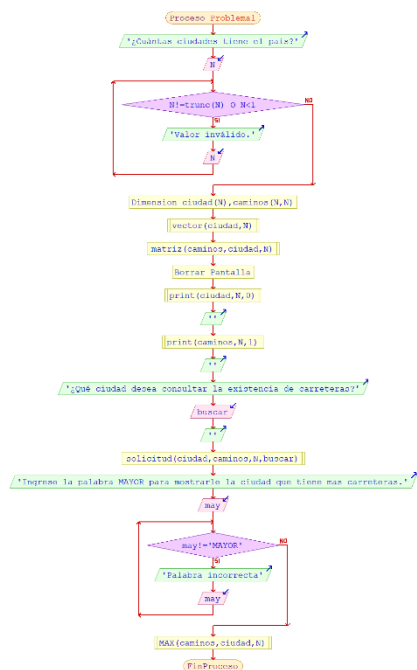 Proceso Problema1
'¿Cuántas ciudades tiene el país?'
N
N!=trunc(N) O N<1
NO
SI
'Valor inválido.'
N
Dimension ciudad(N),caminos(N,N)
vector(ciudad,N)
matriz(caminos,ciudad,N)
Borrar Pantalla
print(ciudad,N,0)
''
print(caminos,N,1)
''
'¿Qué ciudad desea consultar la existencia de carreteras?'
buscar
''
solicitud(ciudad,caminos,N,buscar)
'Ingrese la palabra MAYOR para mostrarle la ciudad que tiene mas carreteras.'
may
may!='MAYOR'
NO
SI
'Palabra incorrecta'
may
MAX(caminos,ciudad,N)
FinProceso